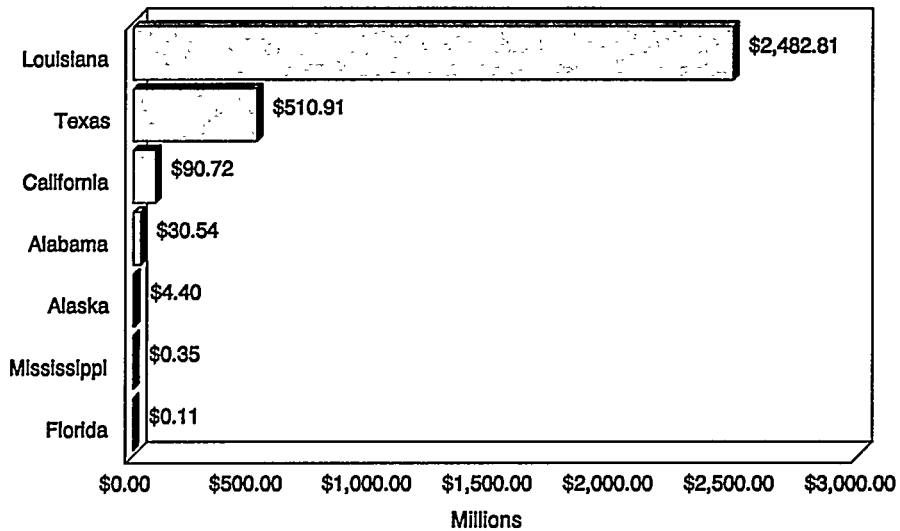 Louisiana $2,482.81
Texas $510.91
California $90.72
Alabama $30.54
Alaska $4.40
Mississippi $0.35
Florida $0.11
$0.00 $500.00 $1,000.00 $1,500.00 $2,000.00 $2,500.00 $3,000.00
Millions